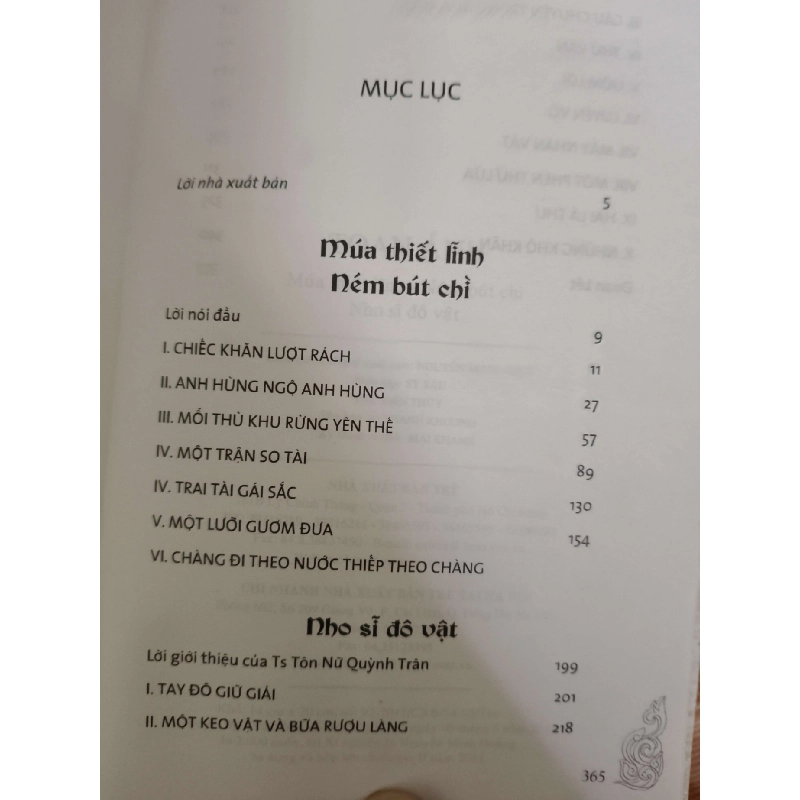 MỤC LỤC
Lời nhà xuất bản 5
Múa thiết lĩnh
Ném bút chì
Lời nói đầu 9
I. CHIẾC KHĂN LƯỢT RÁCH 11
II. ANH HÙNG NGỘ ANH HÙNG 27
III. MỐI THÙ KHU RỪNG YÊN THẾ 57
IV. MỘT TRẬN SO TÀI 89
IV. TRAI TÀI GÁI SẮC 130
V. MỘT LƯỠI GƯƠM ĐƯA 154
VI. CHÀNG ĐI THEO NƯỚC THIẾP THEO CHÀNG
Nho sĩ đô vật
Lời giới thiệu của Ts Tôn Nữ Quỳnh Trân 199
I. TAY ĐÔ GIỮ GIẢI 201
II. MỘT KEO VẬT VÀ BỮA RƯỢU LÀNG 218
365